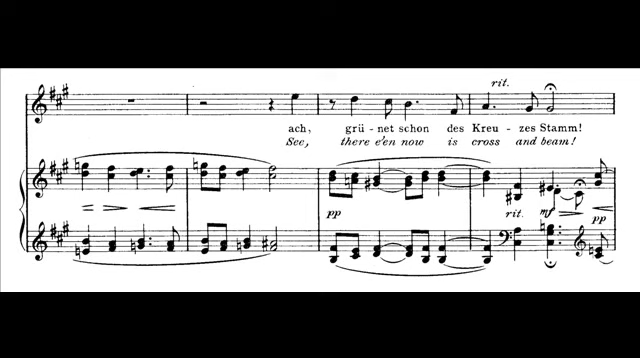 rit.
ach, grü - net schon des Kreu - zes Stamm!
See, there e'en now is cross and beam!
pp rit. mf pp